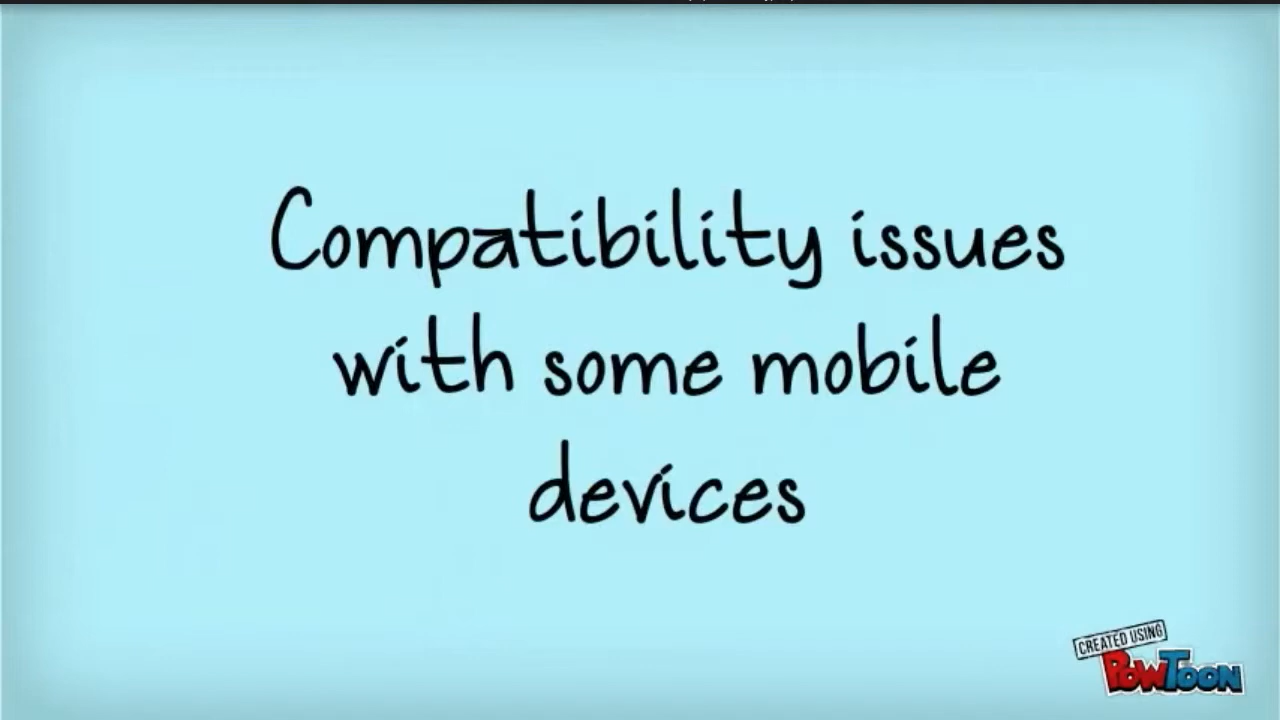 Compatibility issues
with some mobile
devices
CREATED USING
POWTOON